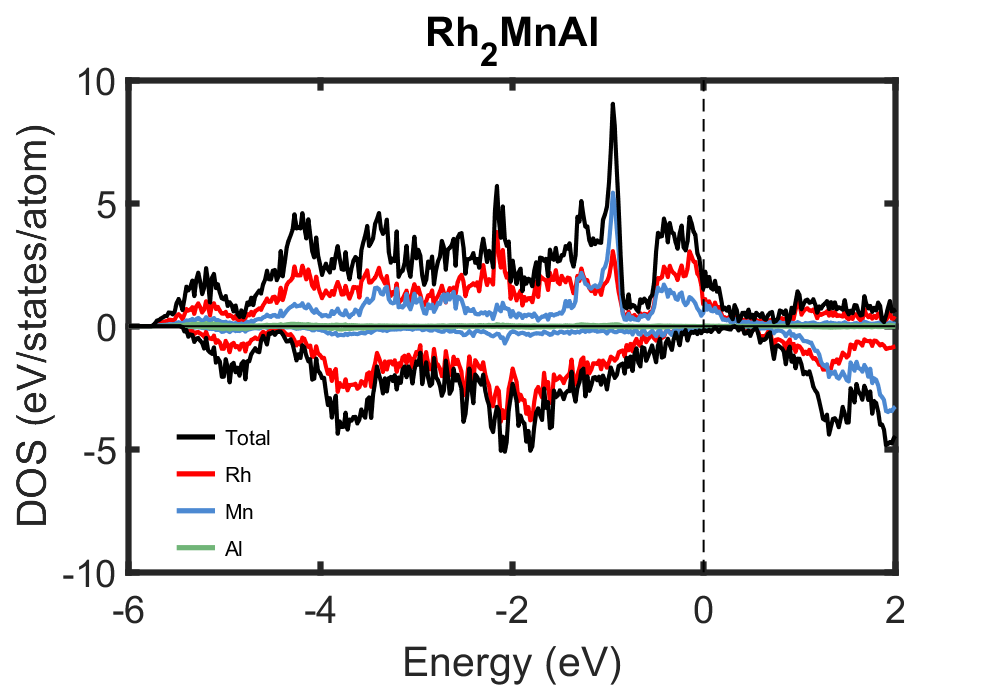 Rh2MnAl
DOS (eV/states/atom)
10
5
0
-5
-10
Total
Rh
Mn
Al
-6 -4 -2 0 2
Energy (eV)